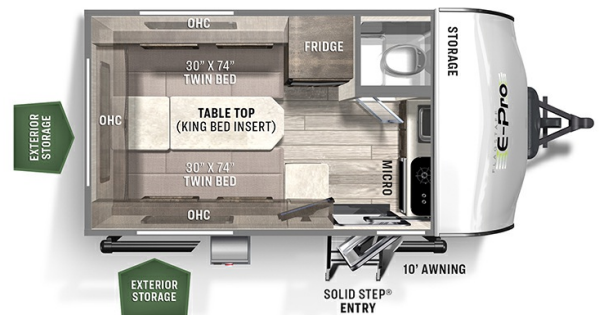 OHC
30" X 74"
TWIN BED
FRIDGE
STORAGE
EXTERIOR
STORAGE
OHC
TABLE TOP
(KING BED INSERT)
E-Pro
30" X 74"
TWIN BED
MICRO
OHC
EXTERIOR
STORAGE
10' AWNING
SOLID STEP®
ENTRY